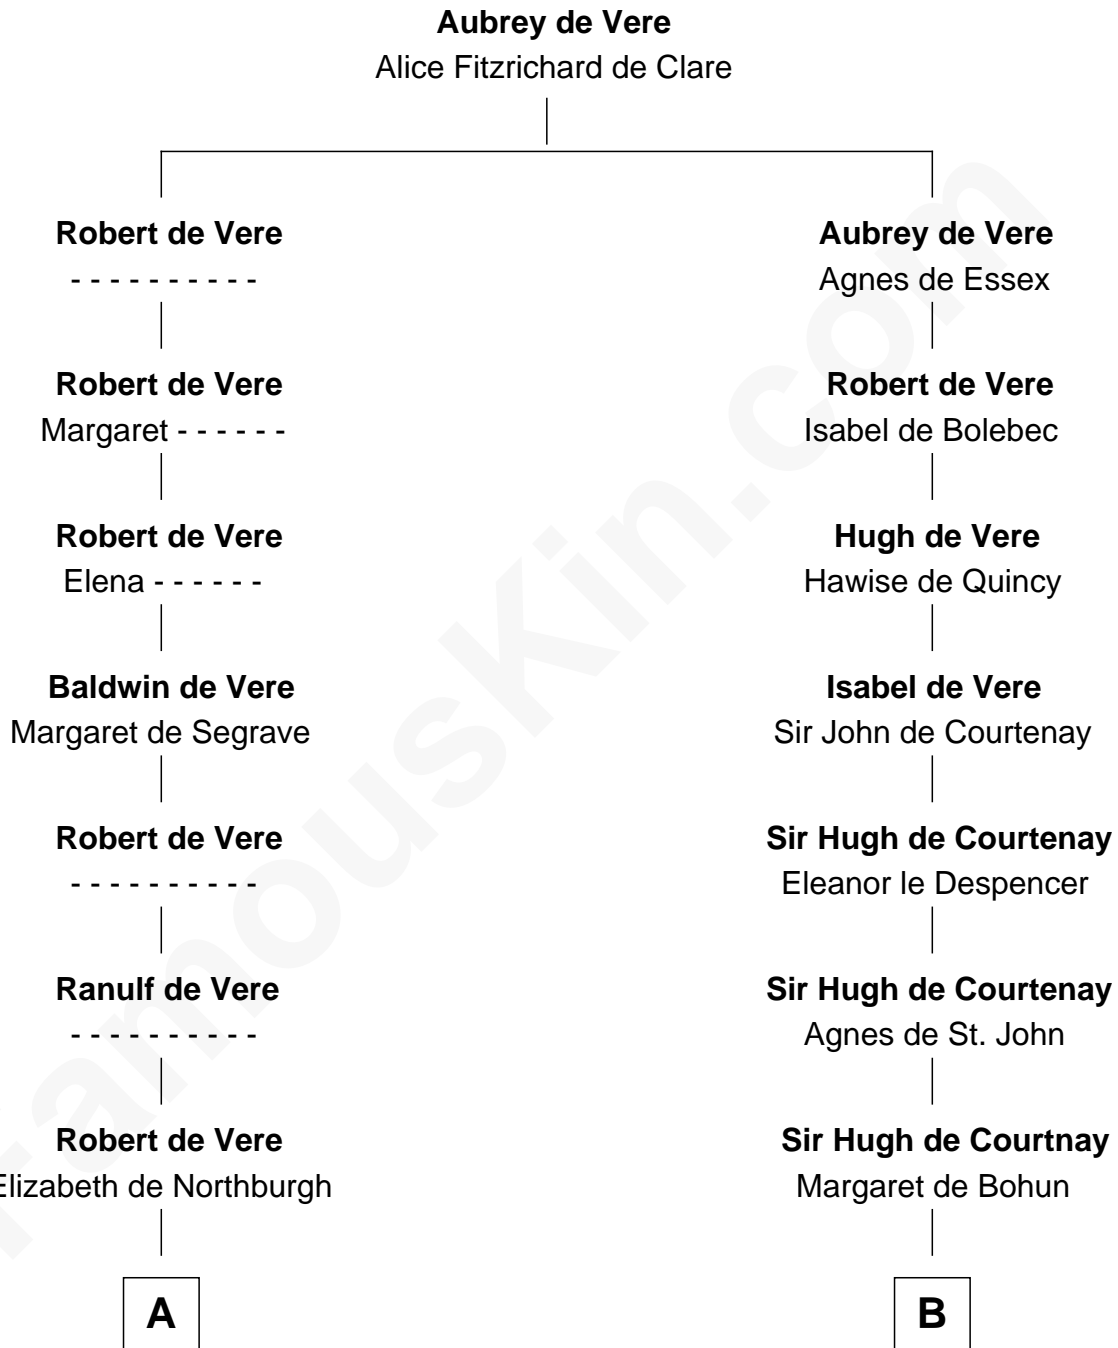 Aubrey de Vere
Alice Fitzrichard de Clare
Robert de Vere
- - - - - - - - - -
Aubrey de Vere
Agnes de Essex
Robert de Vere
Margaret - - - - - -
Robert de Vere
Isabel de Bolebec
Robert de Vere
Elena - - - - - -
Hugh de Vere
Hawise de Quincy
Baldwin de Vere
Margaret de Segrave
Isabel de Vere
Sir John de Courtenay
Robert de Vere
- - - - - - - - - -
Sir Hugh de Courtenay
Eleanor le Despencer
Ranulf de Vere
- - - - - - - - - -
Sir Hugh de Courtenay
Agnes de St. John
Robert de Vere
Elizabeth de Northburgh
Sir Hugh de Courtnay
Margaret de Bohun
A
B
FamousKin.com